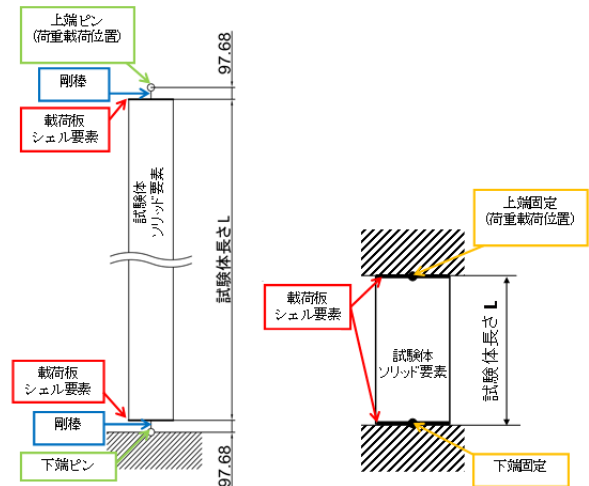 上端ピン
(荷重載荷位置)
97.68
剛棒
載荷板
シェル要素
試験体
ソリッド要素
試験体長さL
載荷板
シェル要素
剛棒
下端ピン
97.68
上端固定
(荷重載荷位置)
載荷板
シェル要素
試験体
ソリッド要素
試験体長さL
下端固定